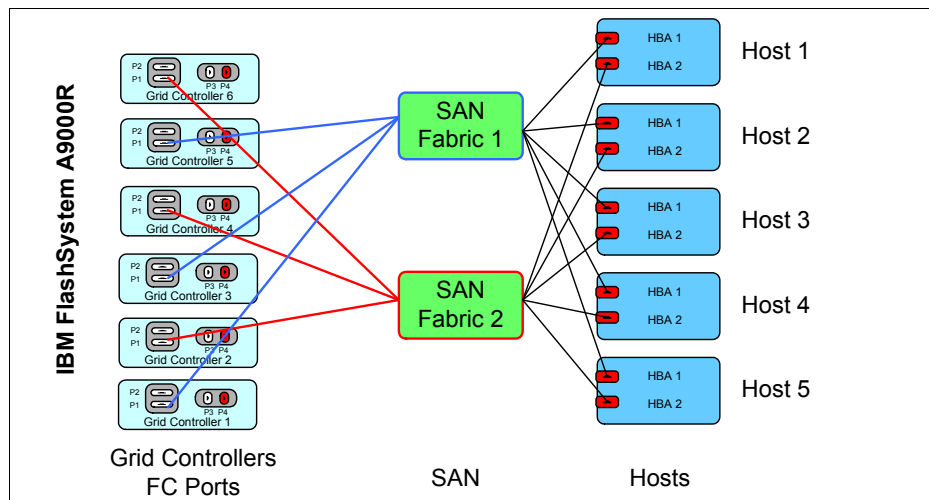 IBM FlashSystem A9000R
P2
P1
P3 P4
Grid Controller 6
P2
P1
P3 P4
Grid Controller 5
P2
P1
P3 P4
Grid Controller 4
P2
P1
P3 P4
Grid Controller 3
P2
P1
P3 P4
Grid Controller 2
P2
P1
P3 P4
Grid Controller 1
Grid Controllers
FC Ports
SAN
Fabric 1
SAN
Fabric 2
SAN
HBA 1
HBA 2
Host 1
HBA 1
HBA 2
Host 2
HBA 1
HBA 2
Host 3
HBA 1
HBA 2
Host 4
HBA 1
HBA 2
Host 5
Hosts